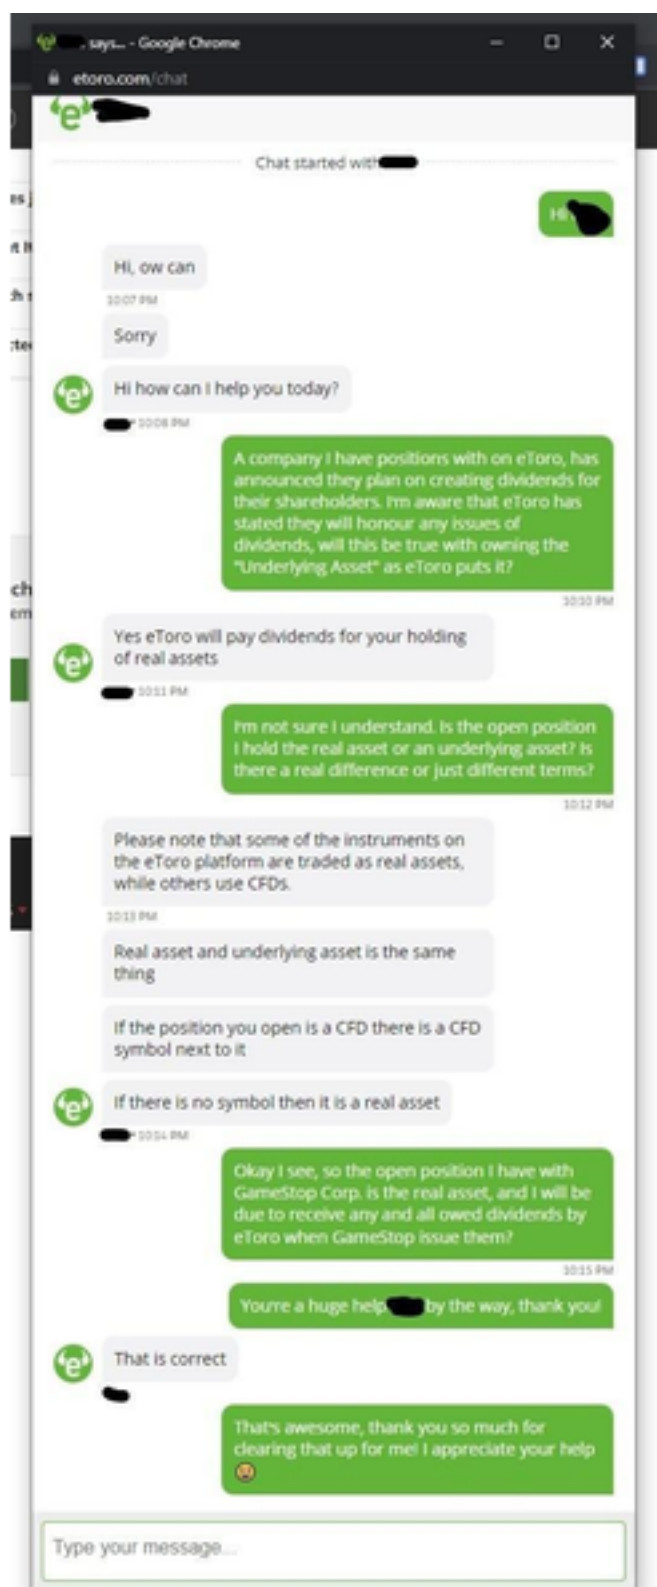 says... - Google Chrome
etoro.com/chat
Chat started with
Hi
Hi, ow can
10:07 PM
Sorry
Hi how can I help you today?
10:08 PM
A company I have positions with on eToro, has
announced they plan on creating dividends for
their shareholders. I'm aware that eToro has
stated they will honour any issues of
dividends, will this be true with owning the
"Underlying Asset" as eToro puts it?
10:10 PM
Yes eToro will pay dividends for your holding
of real assets
10:11 PM
I'm not sure I understand. Is the open position
I hold the real asset or an underlying asset? Is
there a real difference or just different terms?
10:12 PM
Please note that some of the instruments on
the eToro platform are traded as real assets,
while others use CFDs.
10:13 PM
Real asset and underlying asset is the same
thing
If the position you open is a CFD there is a CFD
symbol next to it
If there is no symbol then it is a real asset
10:14 PM
Okay I see, so the open position I have with
GameStop Corp. is the real asset, and I will be
due to receive any and all owed dividends by
eToro when GameStop issue them?
10:15 PM
You're a huge help by the way, thank you!
That is correct
That's awesome, thank you so much for
clearing that up for me! I appreciate your help
Type your message...